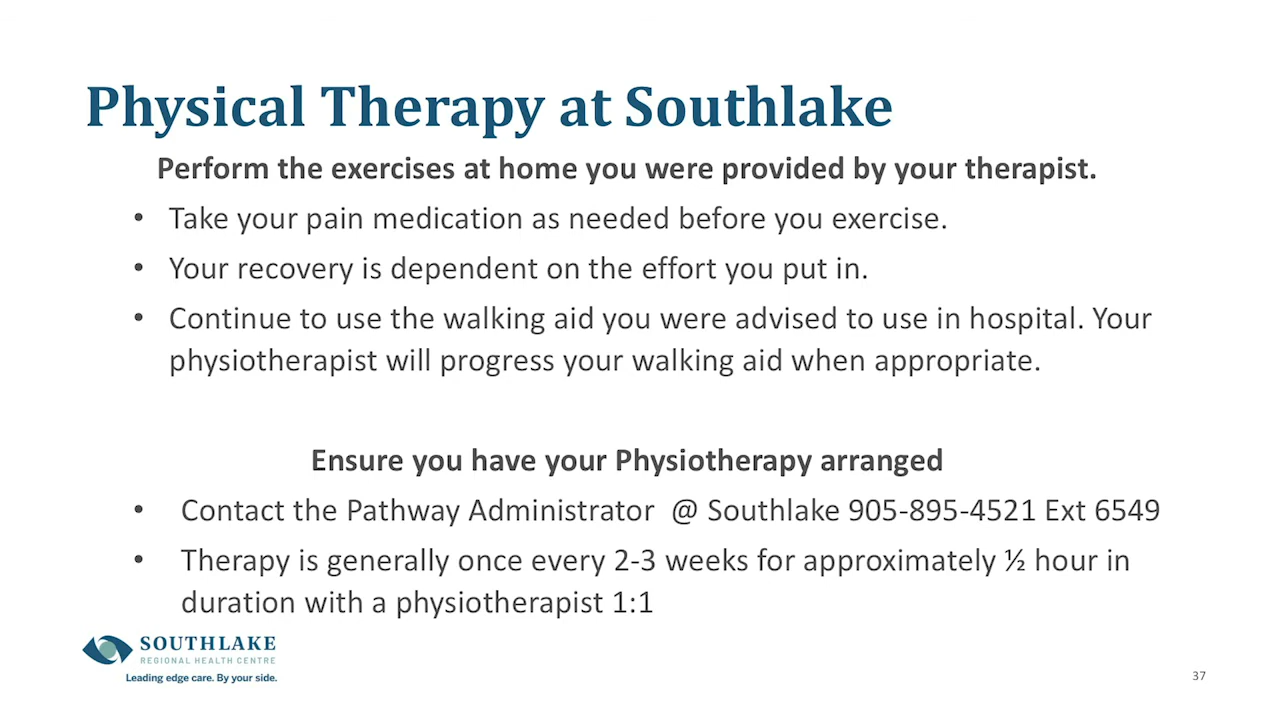 Physical Therapy at Southlake
Perform the exercises at home you were provided by your therapist.
• Take your pain medication as needed before you exercise.
• Your recovery is dependent on the effort you put in.
• Continue to use the walking aid you were advised to use in hospital. Your
physiotherapist will progress your walking aid when appropriate.
Ensure you have your Physiotherapy arranged
• Contact the Pathway Administrator @ Southlake 905-895-4521 Ext 6549
• Therapy is generally once every 2-3 weeks for approximately ½ hour in
duration with a physiotherapist 1:1
SOUTHLAKE
REGIONAL HEALTH CENTRE
Leading edge care. By your side.
37